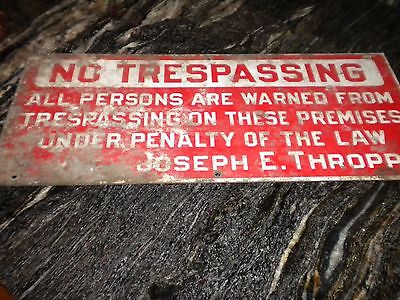 NO TRESPASSING
ALL PERSONS ARE WARNED FROM
TRESPASSING ON THESE PREMISES
UNDER PENALTY OF THE LAW
JOSEPH E. THROPP